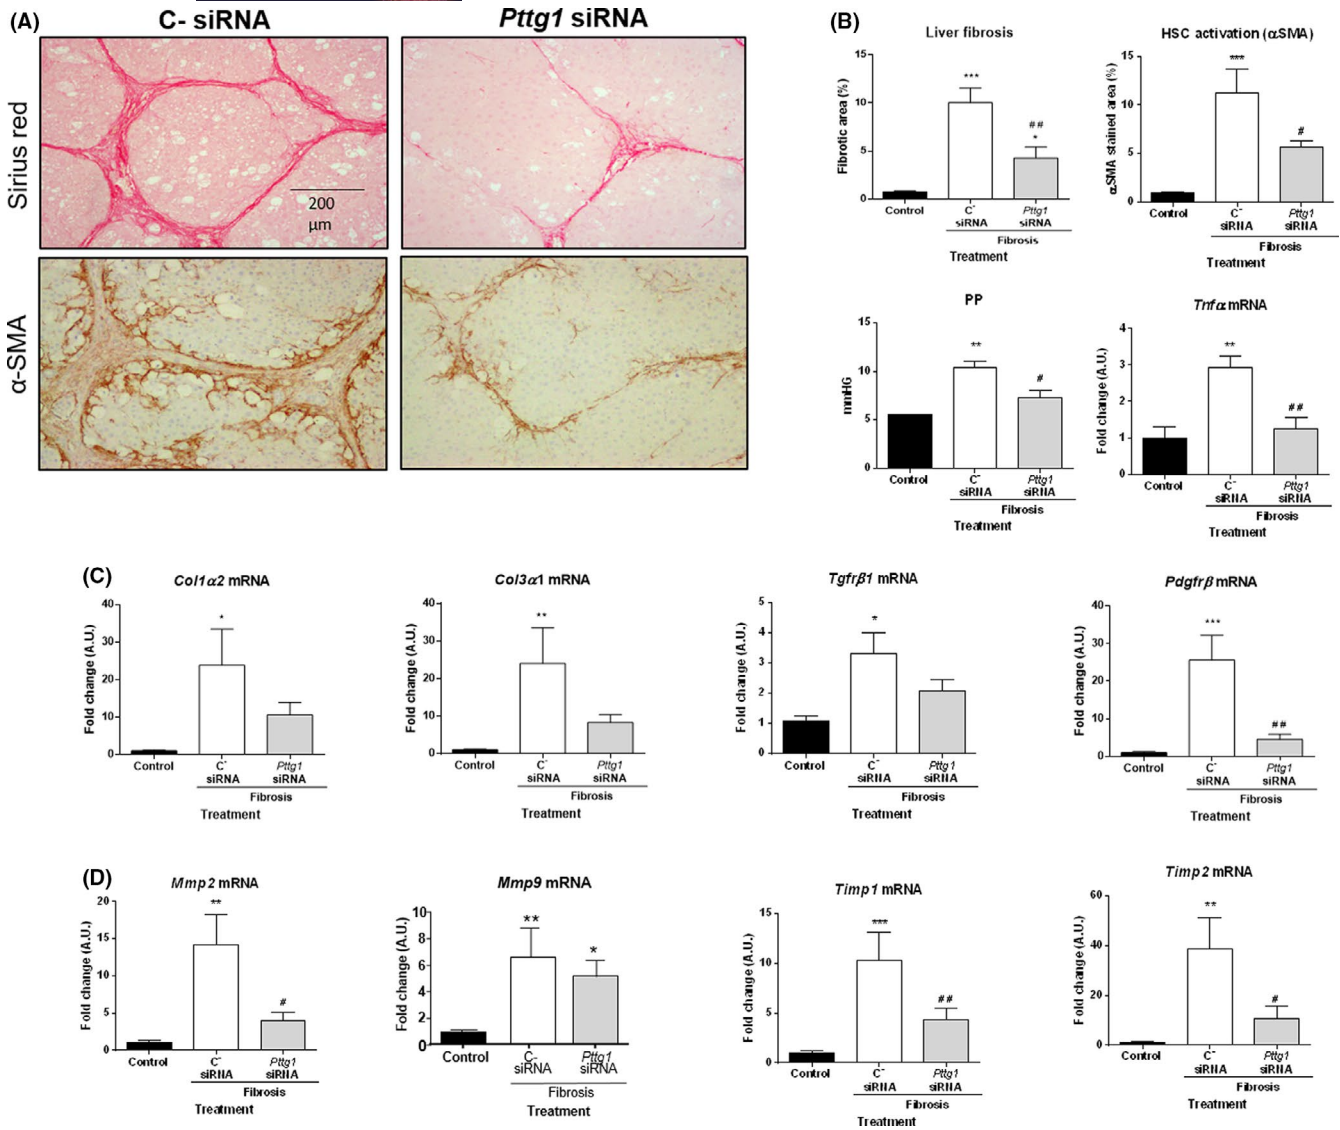 (A)
C- siRNA
Pttg1 siRNA
Sirius red
200
μm
α-SMA
(B)
Liver fibrosis
Fibrotic area (%)
15
10
5
0
***
##
*
Control
C-
siRNA
Pttg1
siRNA
Fibrosis
Treatment
HSC activation (αSMA)
αSMA stained area (%)
15
10
5
0
***
#
Control
C-
siRNA
Pttg1
siRNA
Fibrosis
Treatment
PP
mmHG
15
10
5
0
**
#
Control
C-
siRNA
Pttg1
siRNA
Fibrosis
Treatment
Tnfα mRNA
Fold change (A.U.)
4
3
2
1
0
**
##
Control
C-
siRNA
Pttg1
siRNA
Fibrosis
Treatment
(C)
Col1α2 mRNA
Fold change (A.U.)
40
30
20
10
0
*
Control
C-
siRNA
Pttg1
siRNA
Fibrosis
Treatment
Col3α1 mRNA
Fold change (A.U.)
40
30
20
10
0
**
Control
C-
siRNA
Pttg1
siRNA
Fibrosis
Treatment
Tgfrβ1 mRNA
Fold change (A.U.)
5
4
3
2
1
0
*
Control
C-
siRNA
Pttg1
siRNA
Fibrosis
Treatment
Pdgfrβ mRNA
Fold change (A.U.)
40
30
20
10
0
***
##
Control
C-
siRNA
Pttg1
siRNA
Fibrosis
Treatment
(D)
Mmp2 mRNA
Fold change (A.U.)
20
15
10
5
0
**
#
Control
C-
siRNA
Pttg1
siRNA
Fibrosis
Treatment
Mmp9 mRNA
Fold change (A.U.)
10
8
6
4
2
0
**
*
Control
C-
siRNA
Pttg1
siRNA
Fibrosis
Treatment
Timp1 mRNA
Fold change (A.U.)
15
10
5
0
***
##
Control
C-
siRNA
Pttg1
siRNA
Fibrosis
Treatment
Timp2 mRNA
Fold change (A.U.)
60
40
20
0
**
#
Control
C-
siRNA
Pttg1
siRNA
Fibrosis
Treatment